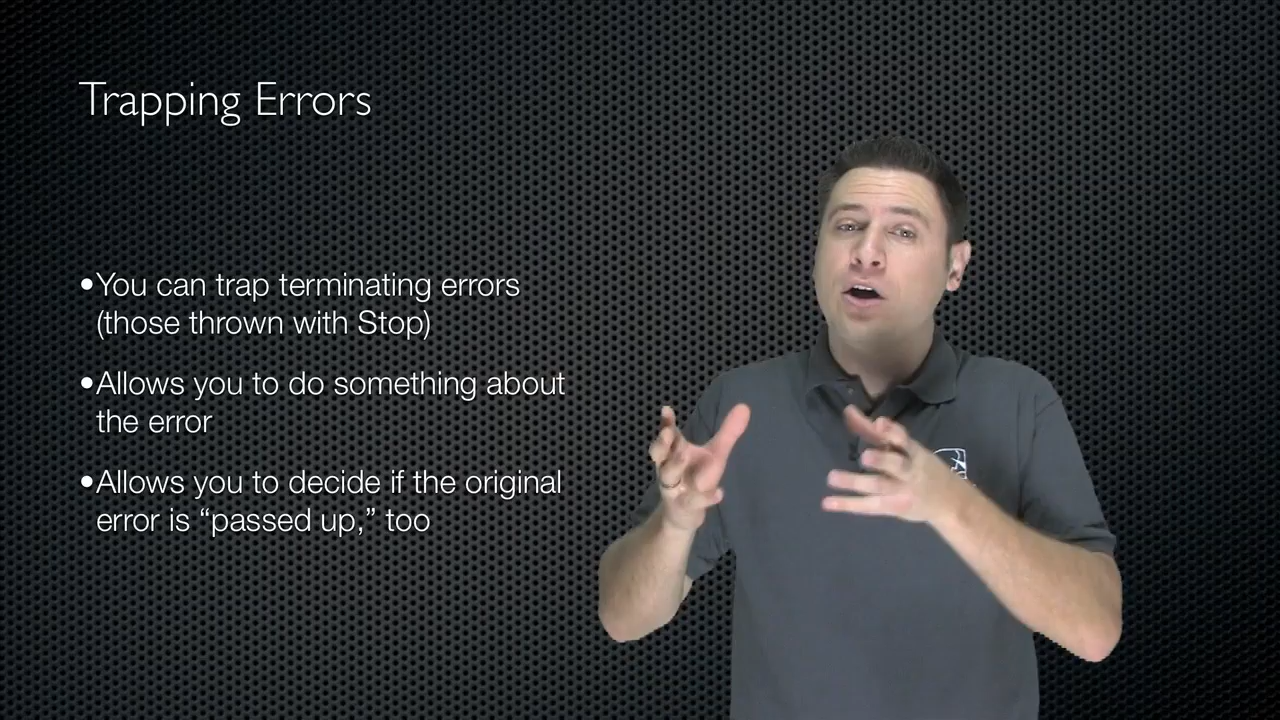 Trapping Errors
•You can trap terminating errors
(those thrown with Stop)
•Allows you to do something about
the error
•Allows you to decide if the original
error is “passed up,” too